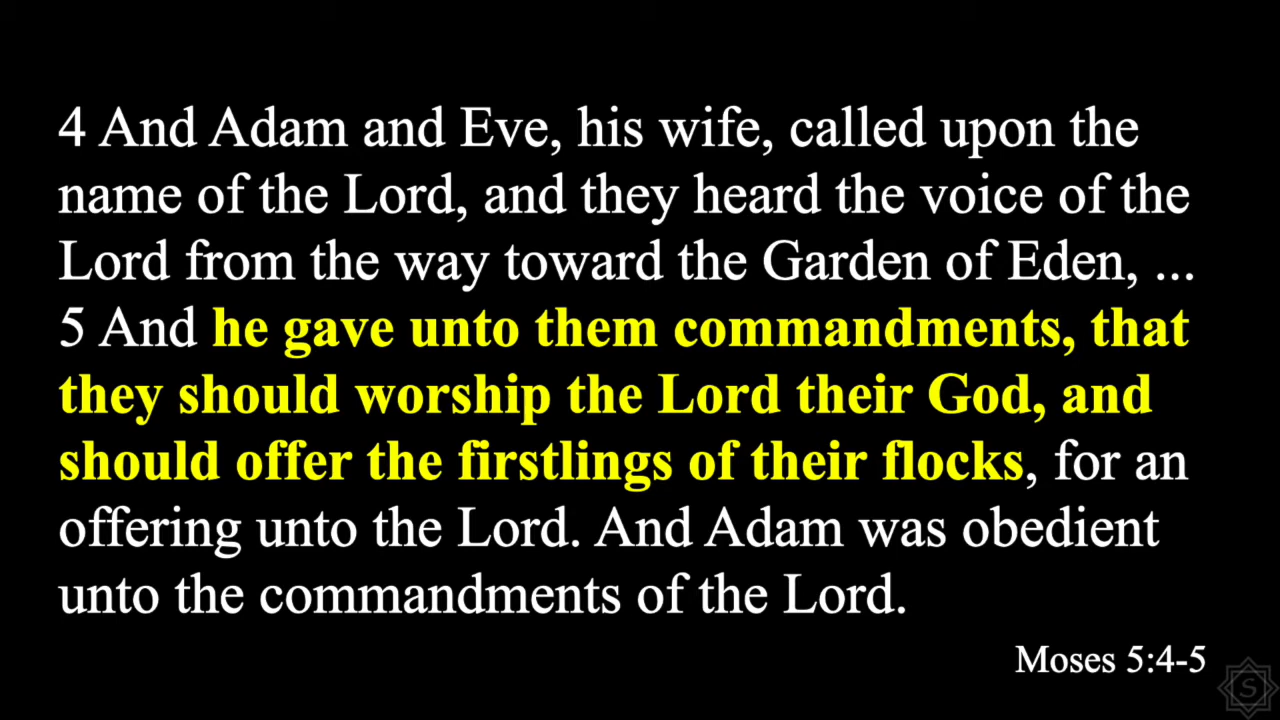 4 And Adam and Eve, his wife, called upon the
name of the Lord, and they heard the voice of the
Lord from the way toward the Garden of Eden, ...
5 And he gave unto them commandments, that
they should worship the Lord their God, and
should offer the firstlings of their flocks, for an
offering unto the Lord. And Adam was obedient
unto the commandments of the Lord.
Moses 5:4-5
S